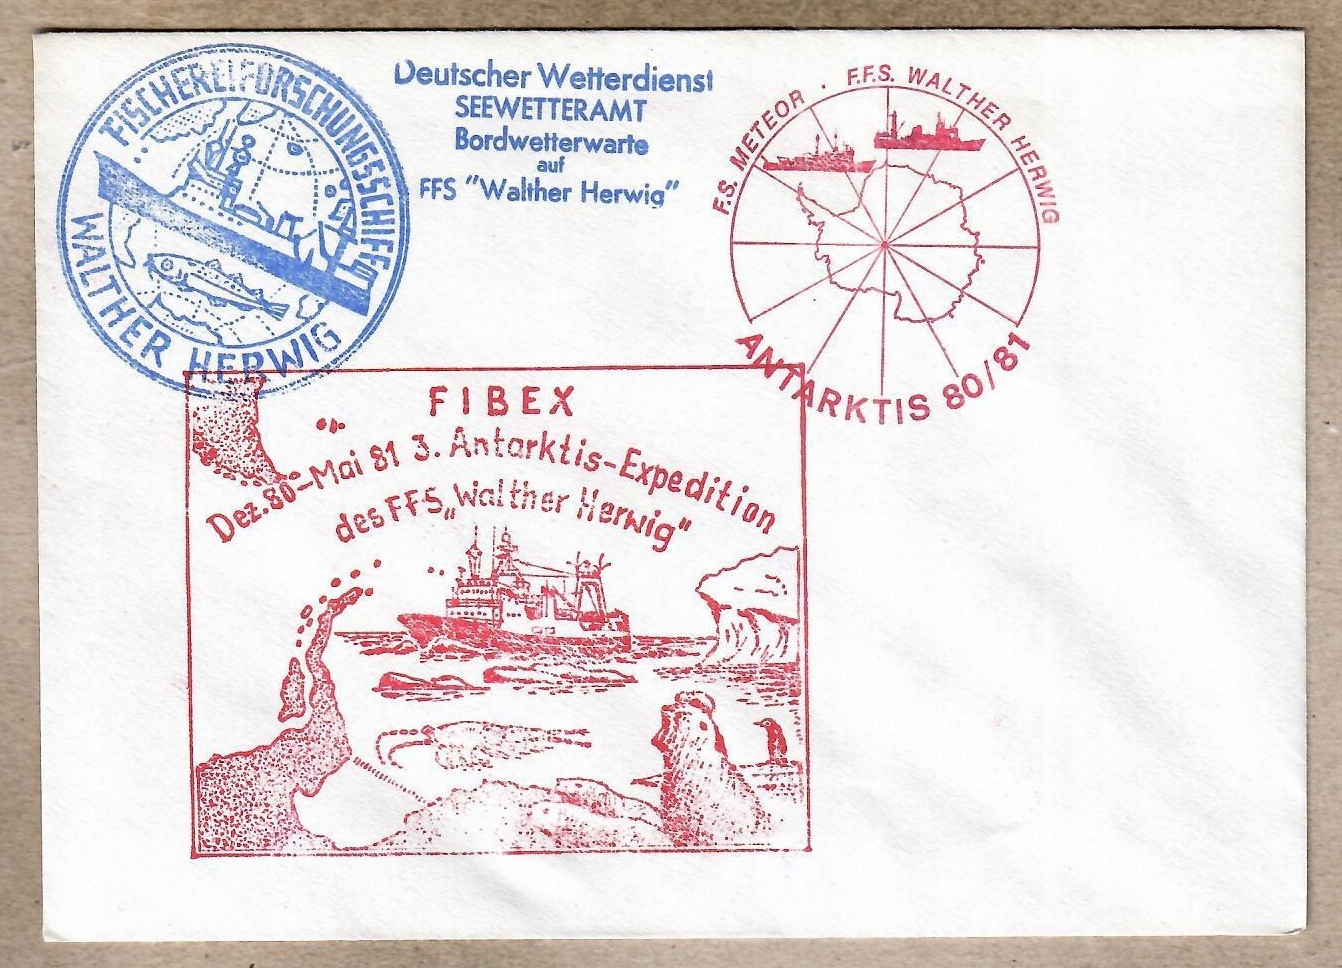 FISCHEREIFORSCHUNGSSCHIFF
WALTHER HERWIG
Deutscher Wetterdienst
SEEWETTERAMT
Bordwetterwarte
auf
FFS "Walther Herwig"
F.S. METEOR · F.F.S. WALTHER HERWIG
ANTARKTIS 80/81
FIBEX
Dez.80-Mai 81 3. Antarktis-Expedition
des FFS „Walther Herwig"